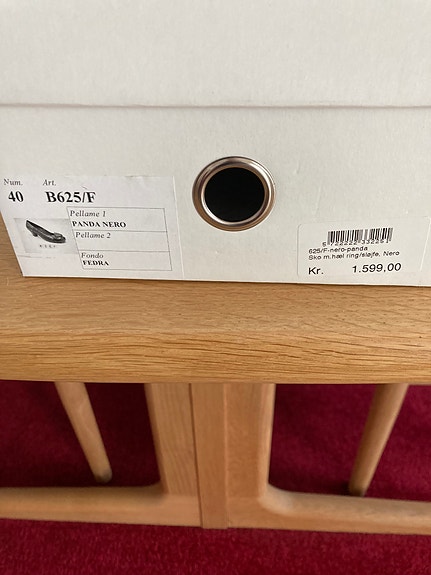 Num. Art.
40 B625/F
Pellame 1
PANDA NERO
Pellame 2
Fondo
FEDRA
625/F-nero-panda
Sko m.hæl ring/sløjfe, Nero
Kr. 1.599,00